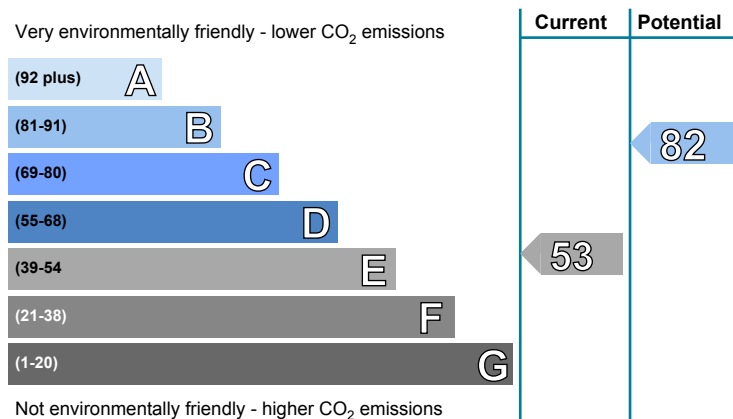 Very environmentally friendly - lower CO2 emissions
Current
Potential
(92 plus) A
(81-91) B
82
(69-80) C
(55-68) D
(39-54 E
53
(21-38) F
(1-20) G
Not environmentally friendly - higher CO2 emissions